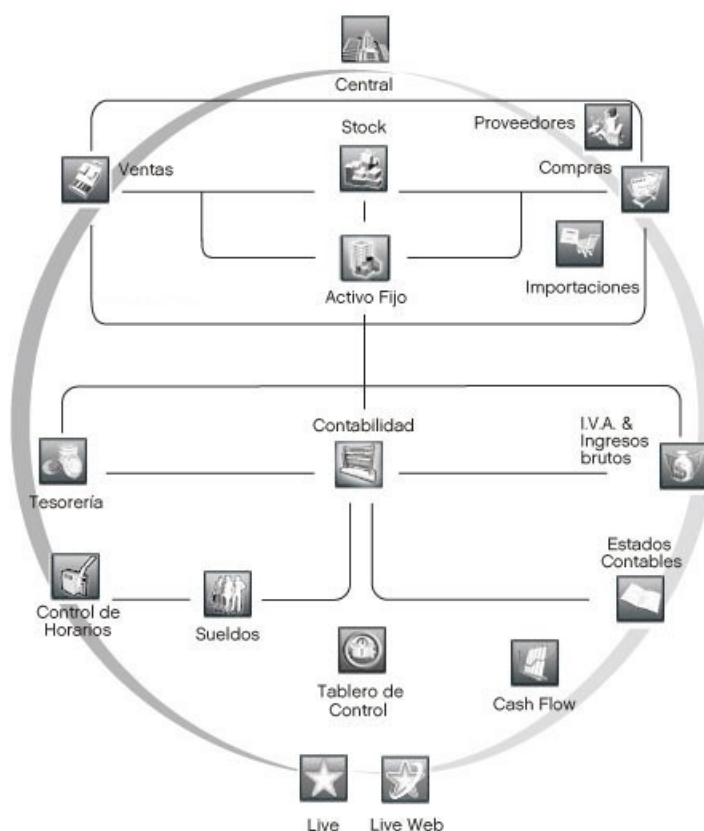 Central
Stock
Proveedores
Ventas
Compras
Activo Fijo
Importaciones
Contabilidad
I.V.A. &
Ingresos
brutos
Tesorería
Estados
Contables
Control de
Horarios
Sueldos
Tablero de
Control
Cash Flow
Live
Live Web